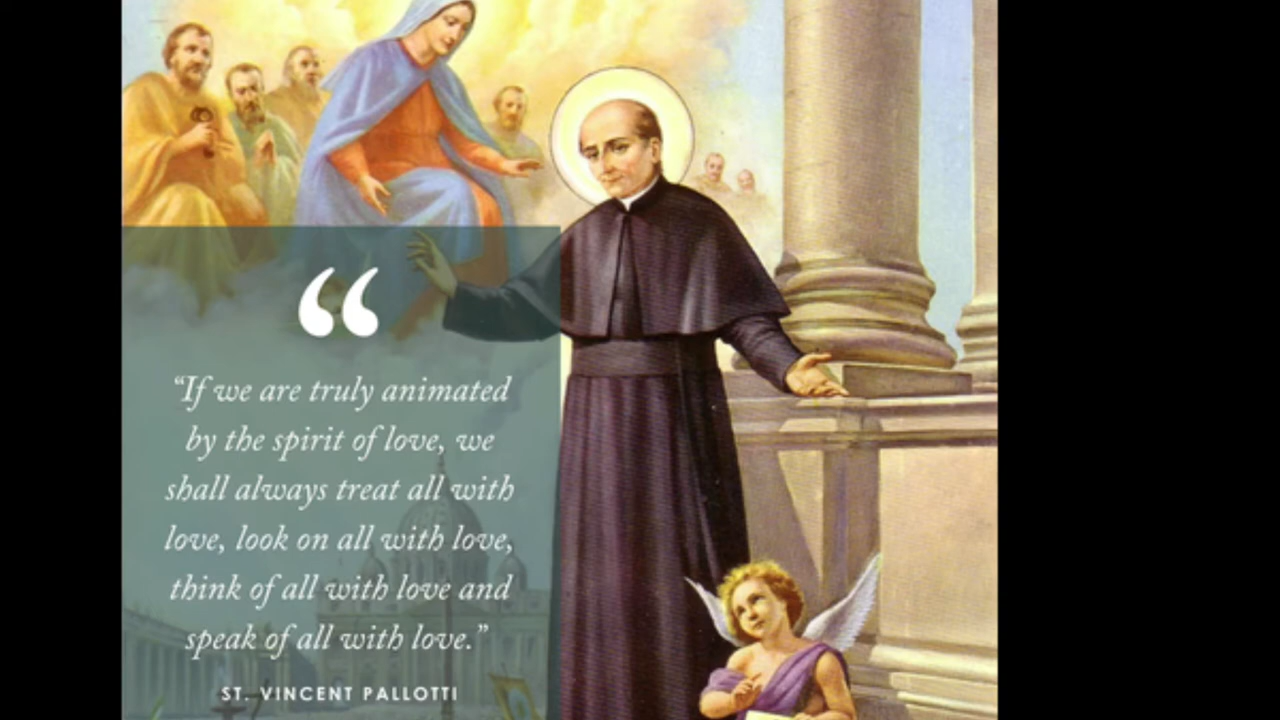 “
“If we are truly animated
by the spirit of love, we
shall always treat all with
love, look on all with love,
think of all with love and
speak of all with love.”
ST. VINCENT PALLOTTI